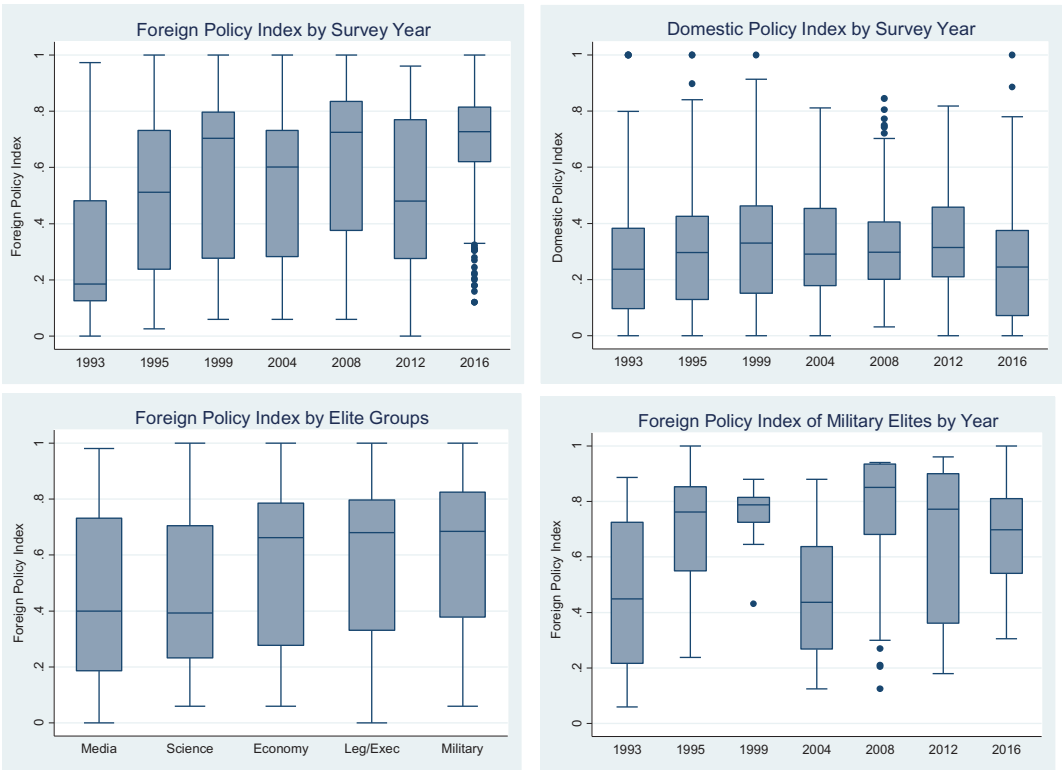 Foreign Policy Index by Survey Year
Foreign Policy Index
1
.8
.6
.4
.2
0
1993 1995 1999 2004 2008 2012 2016
Domestic Policy Index by Survey Year
Domestic Policy Index
1
.8
.6
.4
.2
0
1993 1995 1999 2004 2008 2012 2016
Foreign Policy Index by Elite Groups
Foreign Policy Index
1
.8
.6
.4
.2
0
Media Science Economy Leg/Exec Military
Foreign Policy Index of Military Elites by Year
Foreign Policy Index
1
.8
.6
.4
.2
0
1993 1995 1999 2004 2008 2012 2016